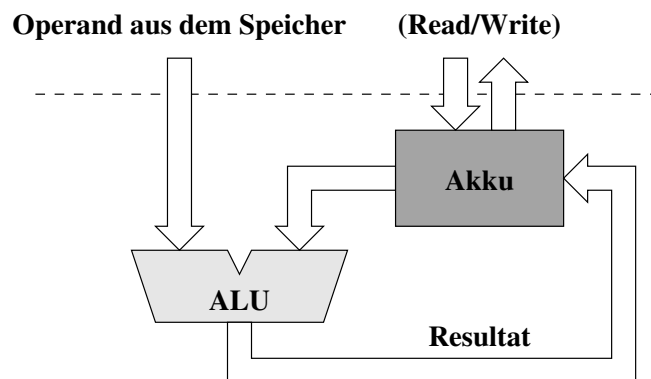 Operand aus dem Speicher (Read/Write)
Akku
ALU
Resultat